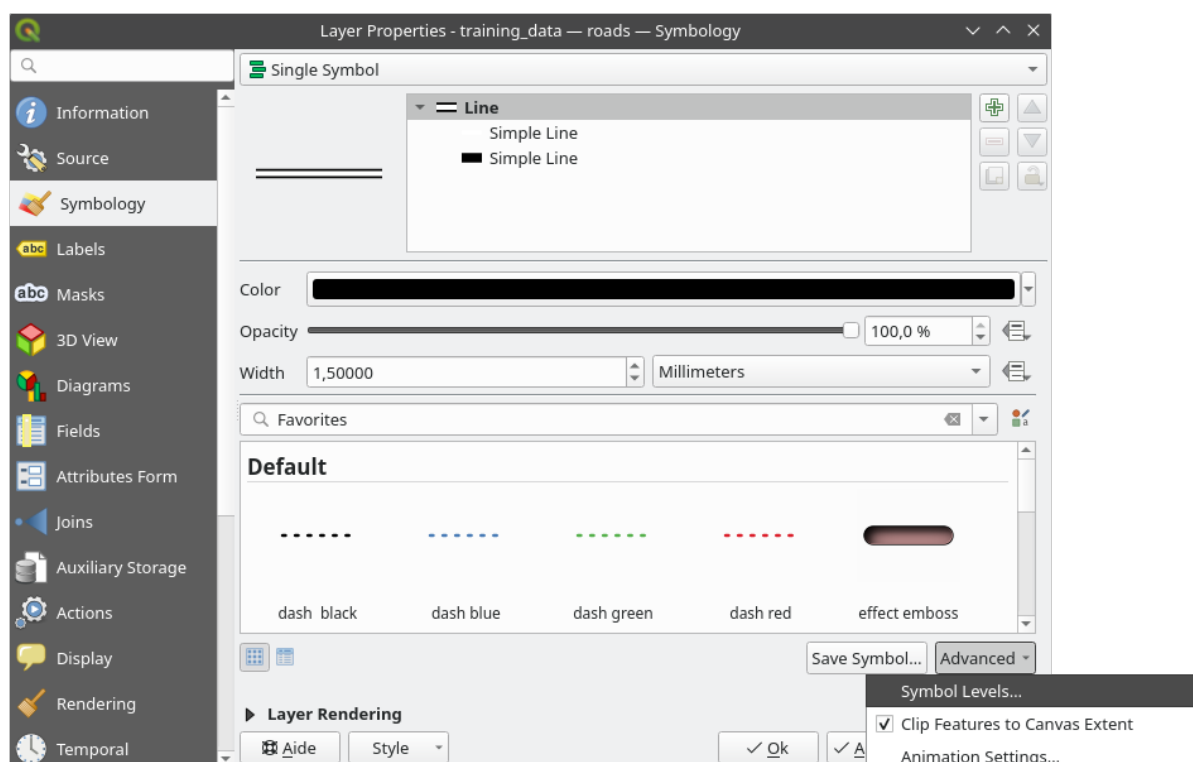 Layer Properties - training_data — roads — Symbology
Single Symbol
Information
Source
Symbology
Labels
Masks
3D View
Diagrams
Fields
Attributes Form
Joins
Auxiliary Storage
Actions
Display
Rendering
Temporal
Line
Simple Line
Simple Line
Color
Opacity 100,0 %
Width 1,50000 Millimeters
Favorites
Default
dash  black dash blue dash green dash red effect emboss
Save Symbol... Advanced
Symbol Levels...
Clip Features to Canvas Extent
Animation Settings...
Layer Rendering
Aide Style Ok A